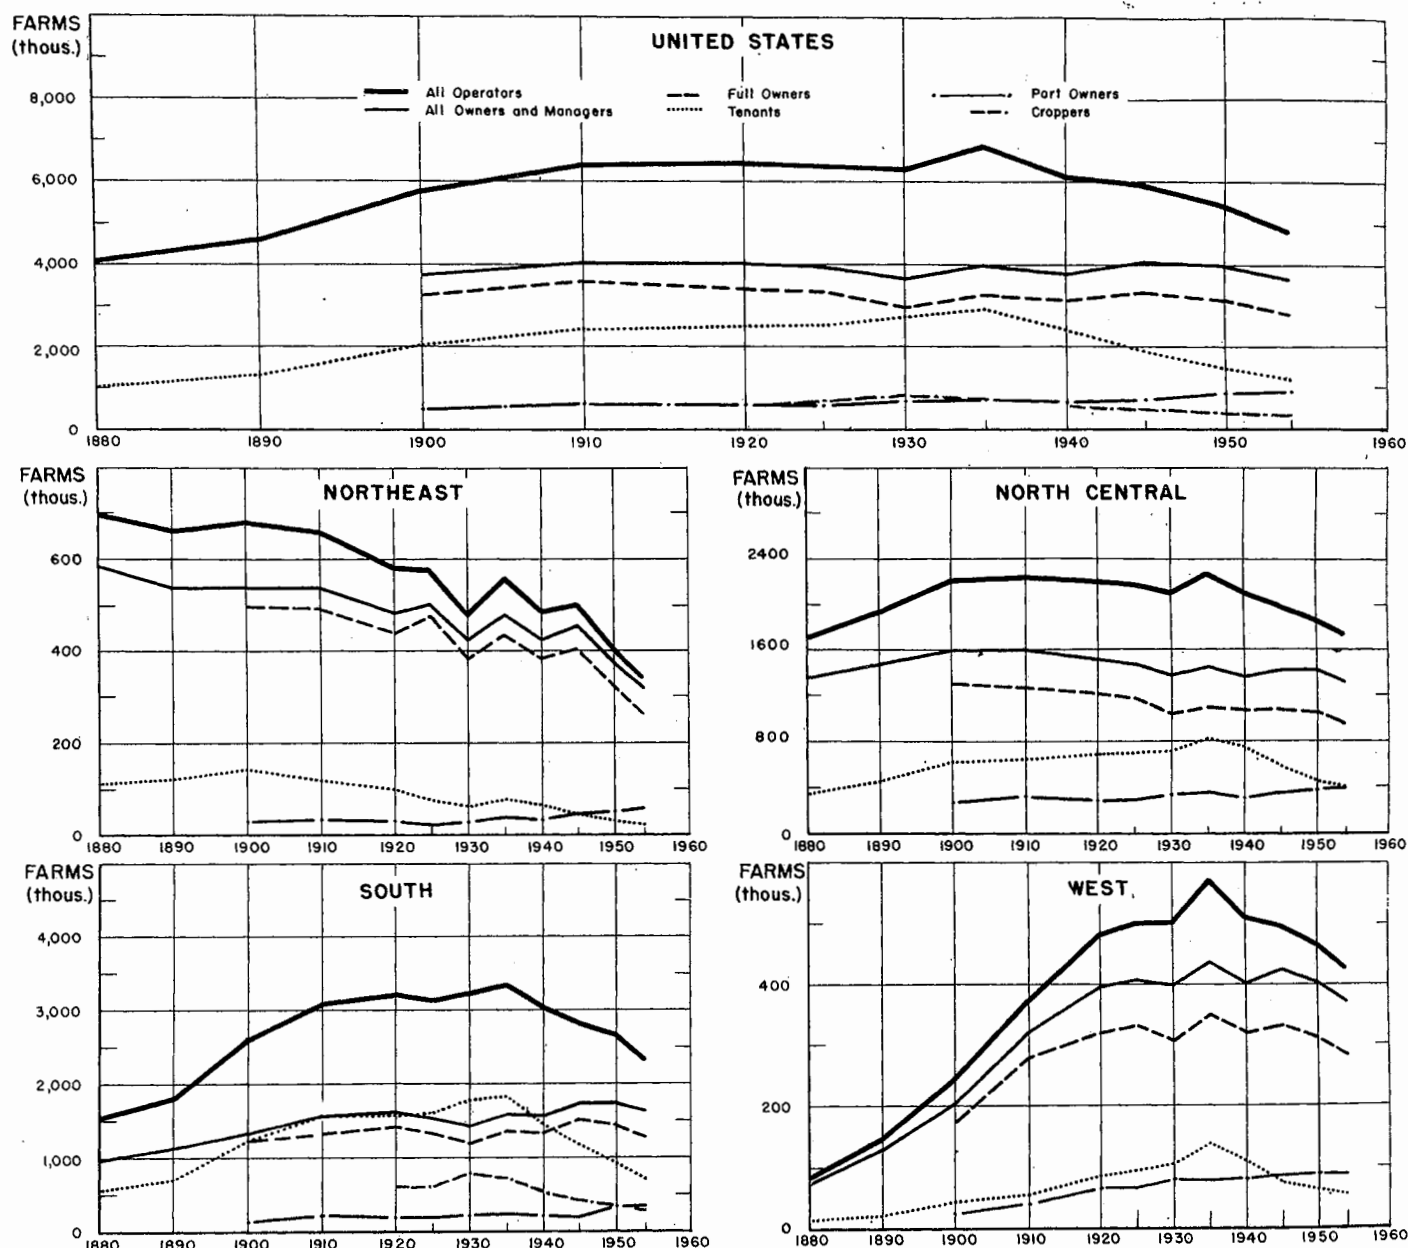 FARMS
(thous.)
UNITED STATES
All Operators
All Owners and Managers
Full Owners
Tenants
Part Owners
Croppers
8,000
6,000
4,000
2,000
0
1880 1890 1900 1910 1920 1930 1940 1950 1960
FARMS
(thous.)
NORTHEAST
600
400
200
0
1880 1890 1900 1910 1920 1930 1940 1950 1960
FARMS
(thous.)
NORTH CENTRAL
2400
1600
800
0
1880 1890 1900 1910 1920 1930 1940 1950 1960
FARMS
(thous.)
SOUTH
4,000
3,000
2,000
1,000
0
1880 1890 1900 1910 1920 1930 1940 1950 1960
FARMS
(thous.)
WEST
400
200
0
1880 1890 1900 1910 1920 1930 1940 1950 1960